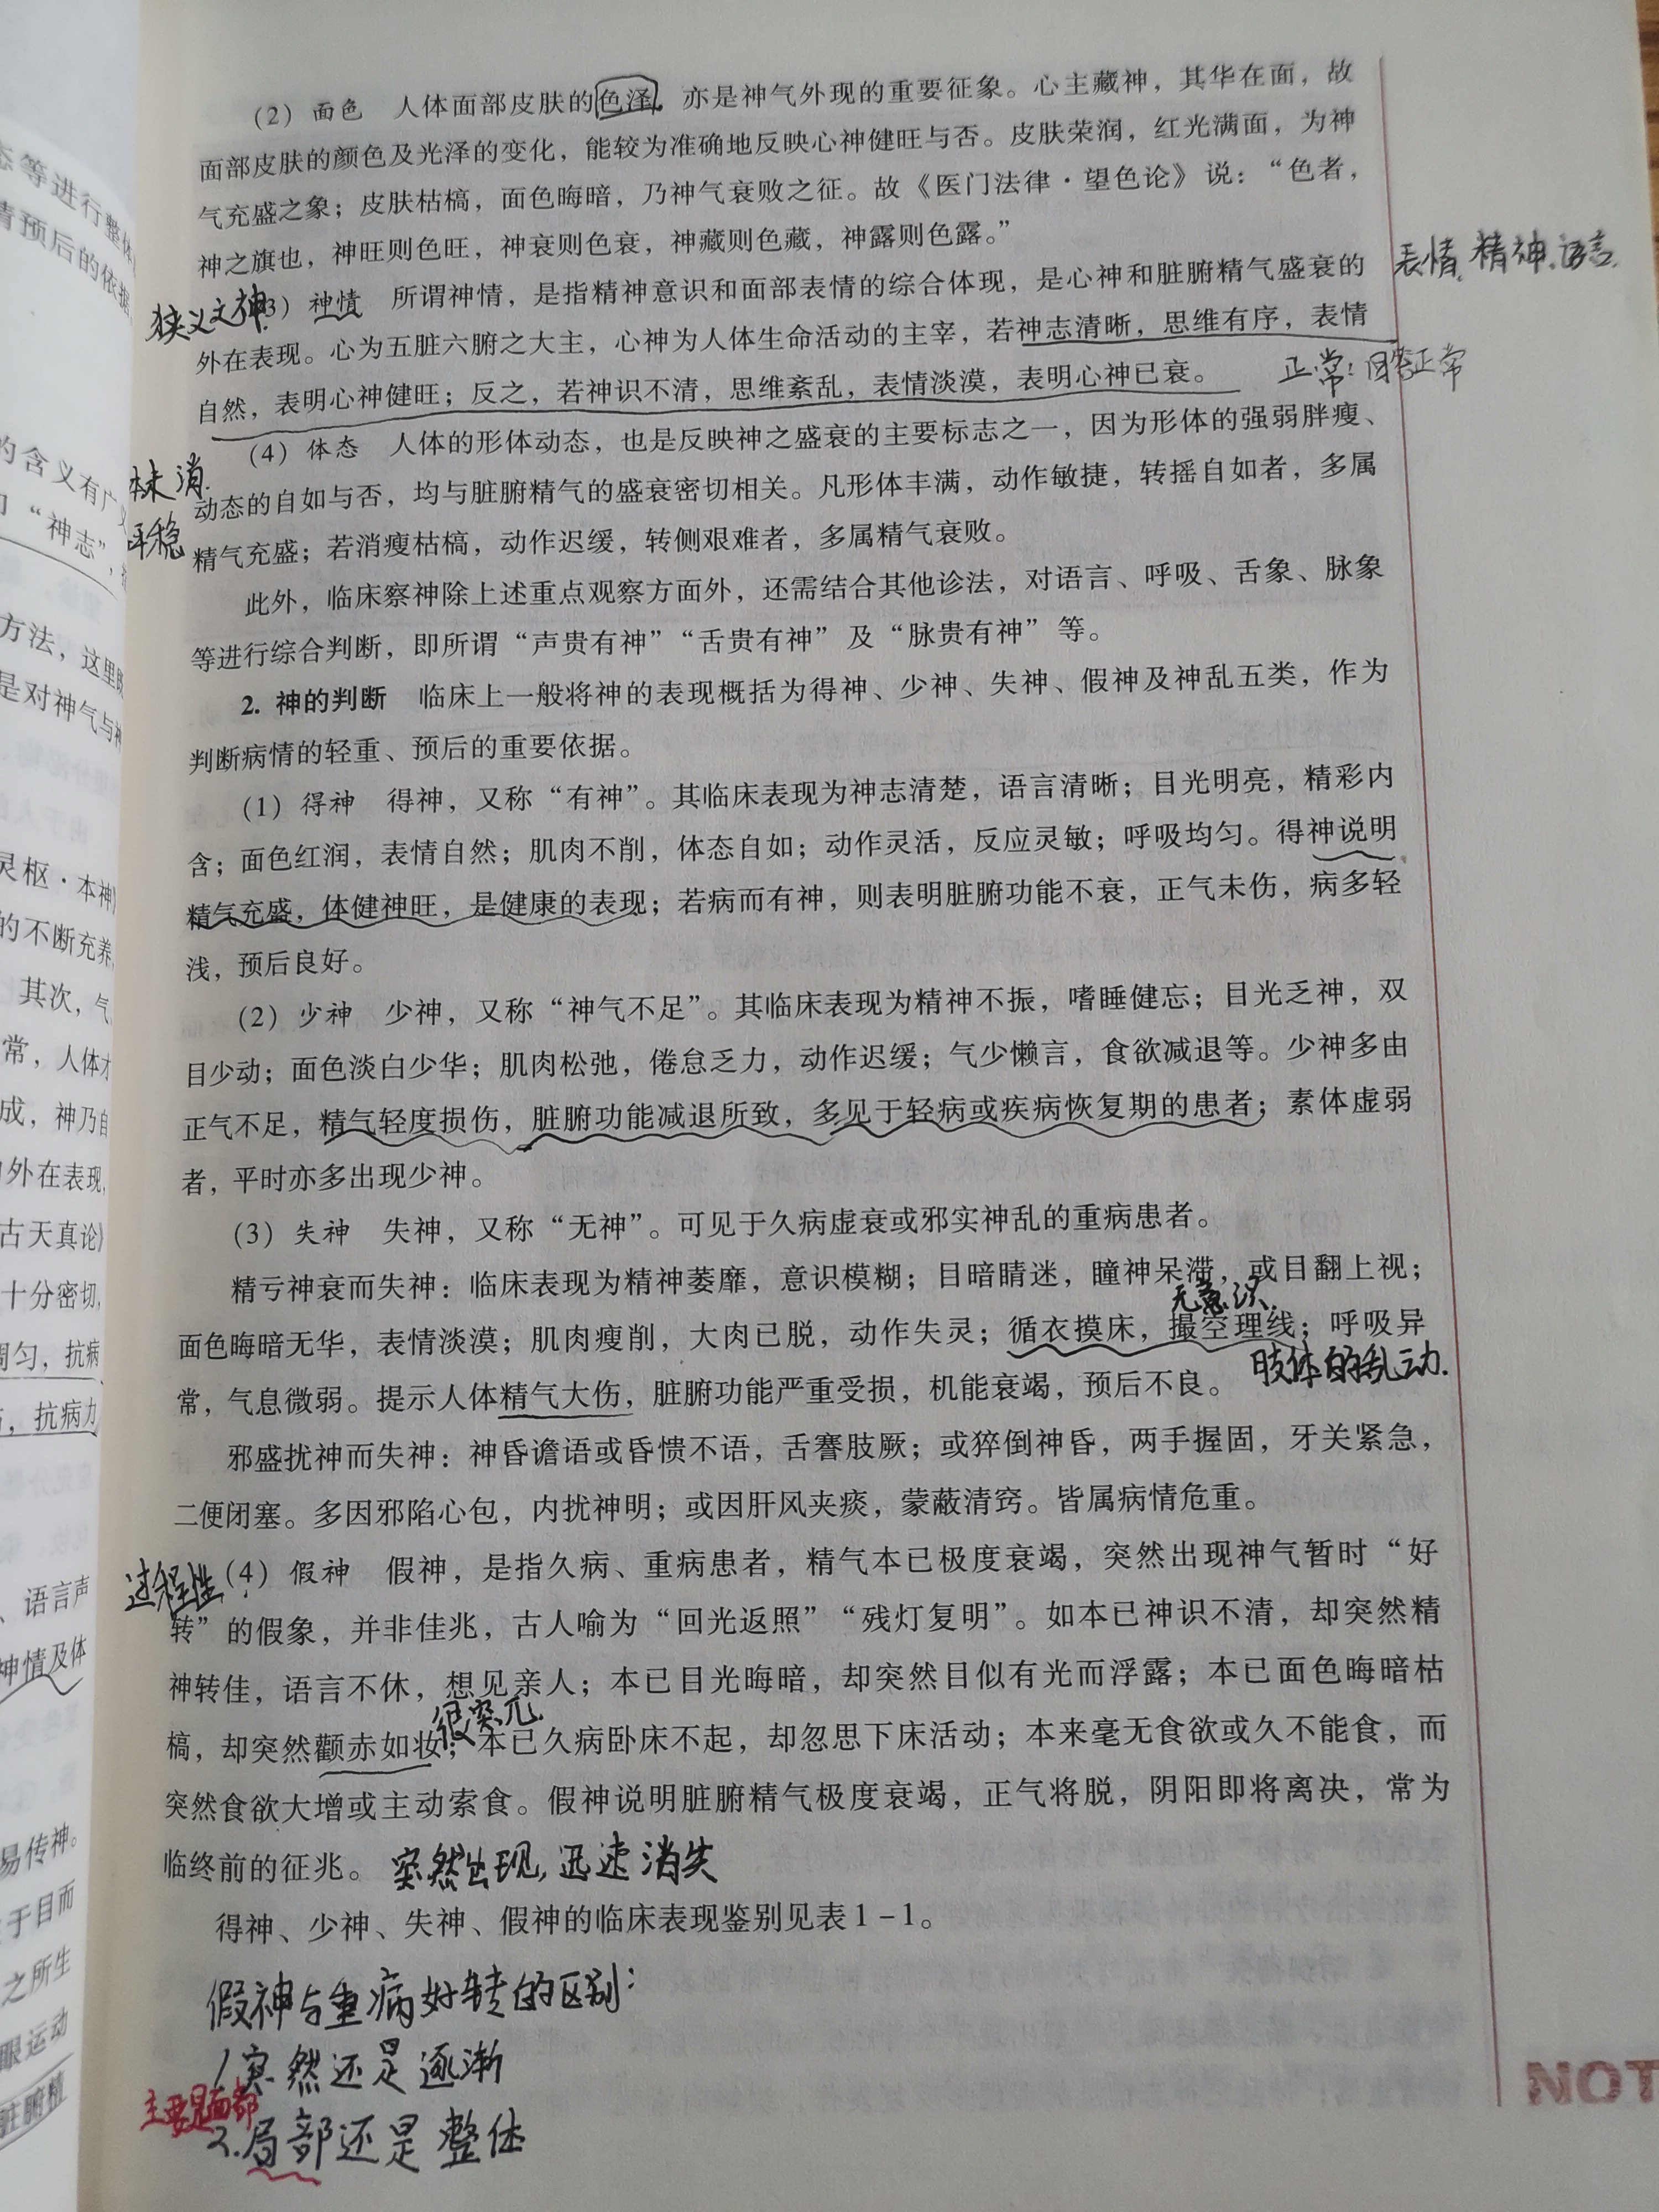 (2) 面色　人体面部皮肤的色泽，亦是神气外现的重要征象。心主藏神，其华在面，故
面部皮肤的颜色及光泽的变化，能较为准确地反映心神健旺与否。皮肤荣润，红光满面，为神
气充盛之象；皮肤枯槁，面色晦暗，乃神气衰败之征。故《医门法律·望色论》说：“色者，
神之旗也，神旺则色旺，神衰则色衰，神藏则色藏，神露则色露。”
表情、精神、语言
狭义之神
(3) 神情　所谓神情，是指精神意识和面部表情的综合体现，是心神和脏腑精气盛衰的
外在表现。心为五脏六腑之大主，心神为人体生命活动的主宰，若神志清晰，思维有序，表情
自然，表明心神健旺；反之，若神识不清，思维紊乱，表情淡漠，表明心神已衰。
正常：回答正常
(4) 体态　人体的形体动态，也是反映神之盛衰的主要标志之一，因为形体的强弱胖瘦、
动态的自如与否，均与脏腑精气的盛衰密切相关。凡形体丰满，动作敏捷，转摇自如者，多属
精气充盛；若消瘦枯槁，动作迟缓，转侧艰难者，多属精气衰败。
此外，临床察神除上述重点观察方面外，还需结合其他诊法，对语言、呼吸、舌象、脉象
等进行综合判断，即所谓“声贵有神”“舌贵有神”及“脉贵有神”等。
2. 神的判断　临床上一般将神的表现概括为得神、少神、失神、假神及神乱五类，作为
判断病情的轻重、预后的重要依据。
(1) 得神　得神，又称“有神”。其临床表现为神志清楚，语言清晰；目光明亮，精彩内
含；面色红润，表情自然；肌肉不削，体态自如；动作灵活，反应灵敏；呼吸均匀。得神说明
精气充盛，体健神旺，是健康的表现；若病而有神，则表明脏腑功能不衰，正气未伤，病多轻
浅，预后良好。
(2) 少神　少神，又称“神气不足”。其临床表现为精神不振，嗜睡健忘；目光乏神，双
目少动；面色淡白少华；肌肉松弛，倦怠乏力，动作迟缓；气少懒言，食欲减退等。少神多由
正气不足，精气轻度损伤，脏腑功能减退所致，多见于轻病或疾病恢复期的患者；素体虚弱
者，平时亦多出现少神。
(3) 失神　失神，又称“无神”。可见于久病虚衰或邪实神乱的重病患者。
精亏神衰而失神：临床表现为精神萎靡，意识模糊；目暗睛迷，瞳神呆滞，或目翻上视；
无意识
面色晦暗无华，表情淡漠；肌肉瘦削，大肉已脱，动作失灵；循衣摸床，撮空理线；呼吸异
肢体的乱动.
常，气息微弱。提示人体精气大伤，脏腑功能严重受损，机能衰竭，预后不良。
邪盛扰神而失神：神昏谵语或昏愦不语，舌謇肢厥；或猝倒神昏，两手握固，牙关紧急，
二便闭塞。多因邪陷心包，内扰神明；或因肝风夹痰，蒙蔽清窍。皆属病情危重。
过程性
(4) 假神　假神，是指久病、重病患者，精气本已极度衰竭，突然出现神气暂时“好
转”的假象，并非佳兆，古人喻为“回光返照”“残灯复明”。如本已神识不清，却突然精
神转佳，语言不休，想见亲人；本已目光晦暗，却突然目似有光而浮露；本已面色晦暗枯
很突兀.
槁，却突然颧赤如妆；本已久病卧床不起，却忽思下床活动；本来毫无食欲或久不能食，而
突然食欲大增或主动索食。假神说明脏腑精气极度衰竭，正气将脱，阴阳即将离决，常为
临终前的征兆。 突然出现，迅速消失
得神、少神、失神、假神的临床表现鉴别见表1-1。
假神与重病好转的区别：
1.突然还是逐渐
主要是面部
2.局部还是整体
NOT